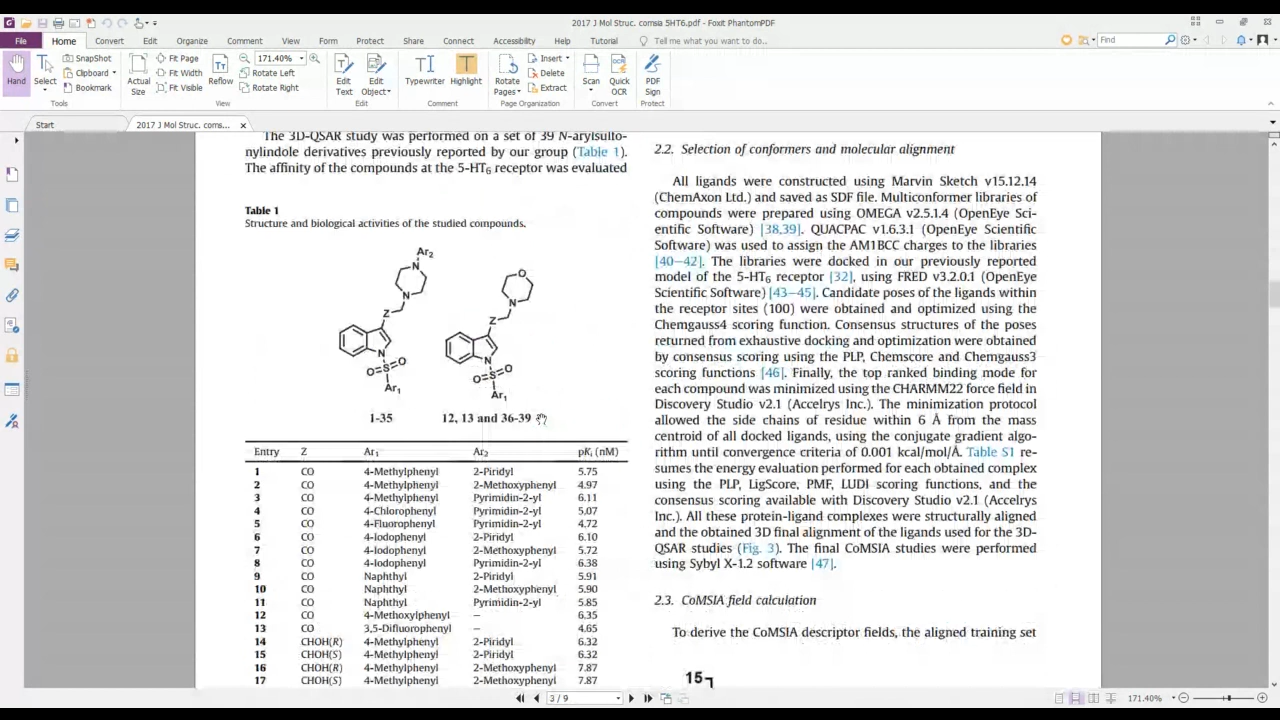 2017 J Mol Struc. comsia 5HT6.pdf - Foxit PhantomPDF
File Home Convert Edit Organize Comment View Form Protect Share Connect Accessibility Help Tutorial Tell me what you want to do... Find
Hand Select SnapShot Clipboard Bookmark
Actual Size Fit Page Fit Width Fit Visible Reflow 171.40% Rotate Left Rotate Right
Edit Text Edit Object Typewriter Highlight Rotate Pages Insert Delete Extract Scan Quick OCR PDF Sign
Tools View Edit Comment Page Organization Convert Protect
Start 2017 J Mol Struc. coms...
The 3D-QSAR study was performed on a set of 39 N-arylsulfo-
nylindole derivatives previously reported by our group (Table 1).
The affinity of the compounds at the 5-HT6 receptor was evaluated
Table 1
Structure and biological activities of the studied compounds.
Ar2
N
N
Z
N
O S O
Ar1
1-35
O
N
Z
N
O S O
Ar1
12, 13 and 36-39
Entry Z Ar1 Ar2 pKi (nM)
1 CO 4-Methylphenyl 2-Piridyl 5.75
2 CO 4-Methylphenyl 2-Methoxyphenyl 4.97
3 CO 4-Methylphenyl Pyrimidin-2-yl 6.11
4 CO 4-Chlorophenyl Pyrimidin-2-yl 5.07
5 CO 4-Fluorophenyl Pyrimidin-2-yl 4.72
6 CO 4-Iodophenyl 2-Piridyl 6.10
7 CO 4-Iodophenyl 2-Methoxyphenyl 5.72
8 CO 4-Iodophenyl Pyrimidin-2-yl 6.38
9 CO Naphthyl 2-Piridyl 5.91
10 CO Naphthyl 2-Methoxyphenyl 5.90
11 CO Naphthyl Pyrimidin-2-yl 5.85
12 CO 4-Methoxylphenyl – 6.35
13 CO 3,5-Difluorophenyl – 4.65
14 CHOH(R) 4-Methylphenyl 2-Piridyl 6.32
15 CHOH(S) 4-Methylphenyl 2-Piridyl 6.32
16 CHOH(R) 4-Methylphenyl 2-Methoxyphenyl 7.87
17 CHOH(S) 4-Methylphenyl 2-Methoxyphenyl 7.87
2.2. Selection of conformers and molecular alignment
All ligands were constructed using Marvin Sketch v15.12.14
(ChemAxon Ltd.) and saved as SDF file. Multiconformer libraries of
compounds were prepared using OMEGA v2.5.1.4 (OpenEye Sci-
entific Software) [38,39]. QUACPAC v1.6.3.1 (OpenEye Scientific
Software) was used to assign the AM1BCC charges to the libraries
[40–42]. The libraries were docked in our previously reported
model of the 5-HT6 receptor [32], using FRED v3.2.0.1 (OpenEye
Scientific Software) [43–45]. Candidate poses of the ligands within
the receptor sites (100) were obtained and optimized using the
Chemgauss4 scoring function. Consensus structures of the poses
returned from exhaustive docking and optimization were obtained
by consensus scoring using the PLP, Chemscore and Chemgauss3
scoring functions [46]. Finally, the top ranked binding mode for
each compound was minimized using the CHARMM22 force field in
Discovery Studio v2.1 (Accelrys Inc.). The minimization protocol
allowed the side chains of residue within 6 Å from the mass
centroid of all docked ligands, using the conjugate gradient algo-
rithm until convergence criteria of 0.001 kcal/mol/Å. Table S1 re-
sumes the energy evaluation performed for each obtained complex
using the PLP, LigScore, PMF, LUDI scoring functions, and the
consensus scoring available with Discovery Studio v2.1 (Accelrys
Inc.). All these protein-ligand complexes were structurally aligned
and the obtained 3D final alignment of the ligands used for the 3D-
QSAR studies (Fig. 3). The final CoMSIA studies were performed
using Sybyl X-1.2 software [47].
2.3. CoMSIA field calculation
To derive the CoMSIA descriptor fields, the aligned training set
15
3 / 9 171.40%